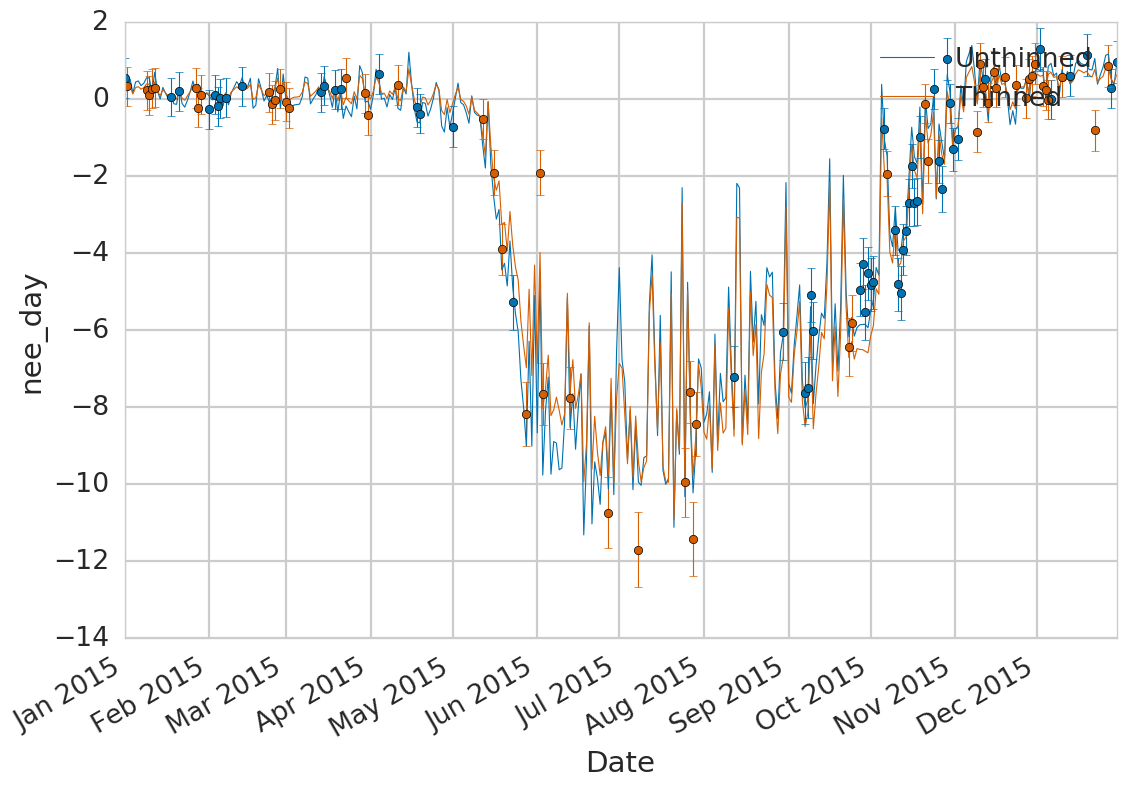 2
0
−2
−4
−6
−8
−10
−12
−14
nee_day
Unthinned
Thinned
Jan 2015
Feb 2015
Mar 2015
Apr 2015
May 2015
Jun 2015
Jul 2015
Aug 2015
Sep 2015
Oct 2015
Nov 2015
Dec 2015
Date